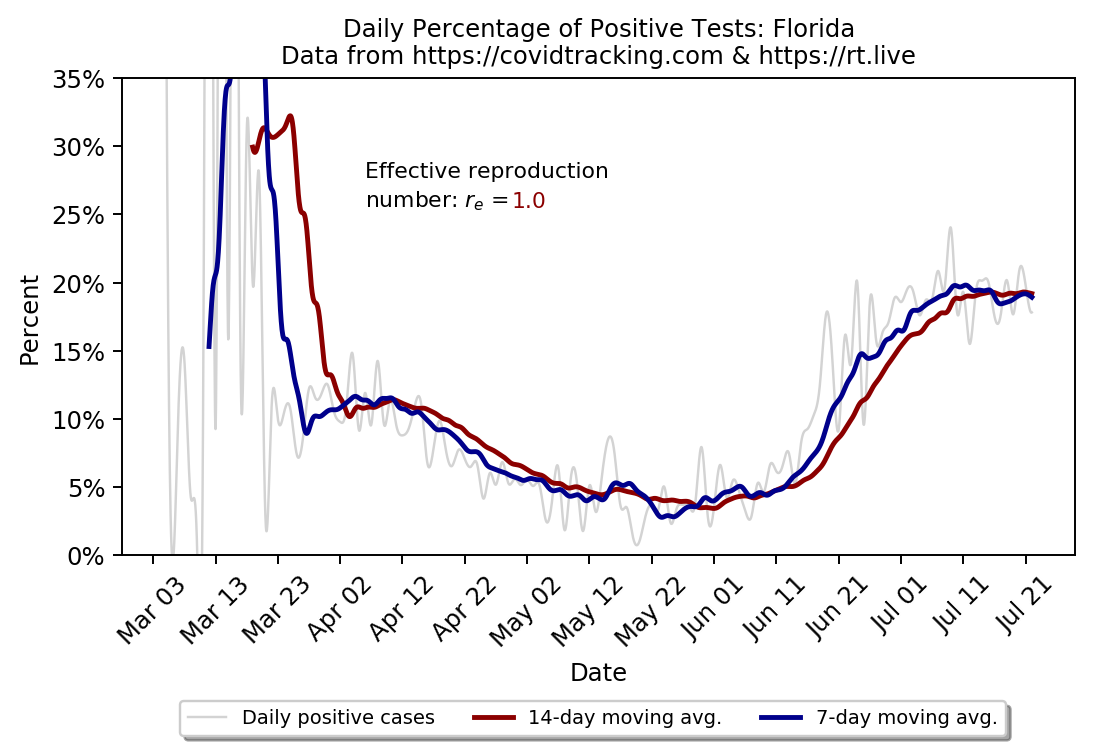 Daily Percentage of Positive Tests: Florida
Data from https://covidtracking.com & https://rt.live
35%
30%
25%
20%
15%
10%
5%
0%
Percent
Effective reproduction
number: rₑ = 1.0
Mar 03
Mar 13
Mar 23
Apr 02
Apr 12
Apr 22
May 02
May 12
May 22
Jun 01
Jun 11
Jun 21
Jul 01
Jul 11
Jul 21
Date
Daily positive cases
14-day moving avg.
7-day moving avg.